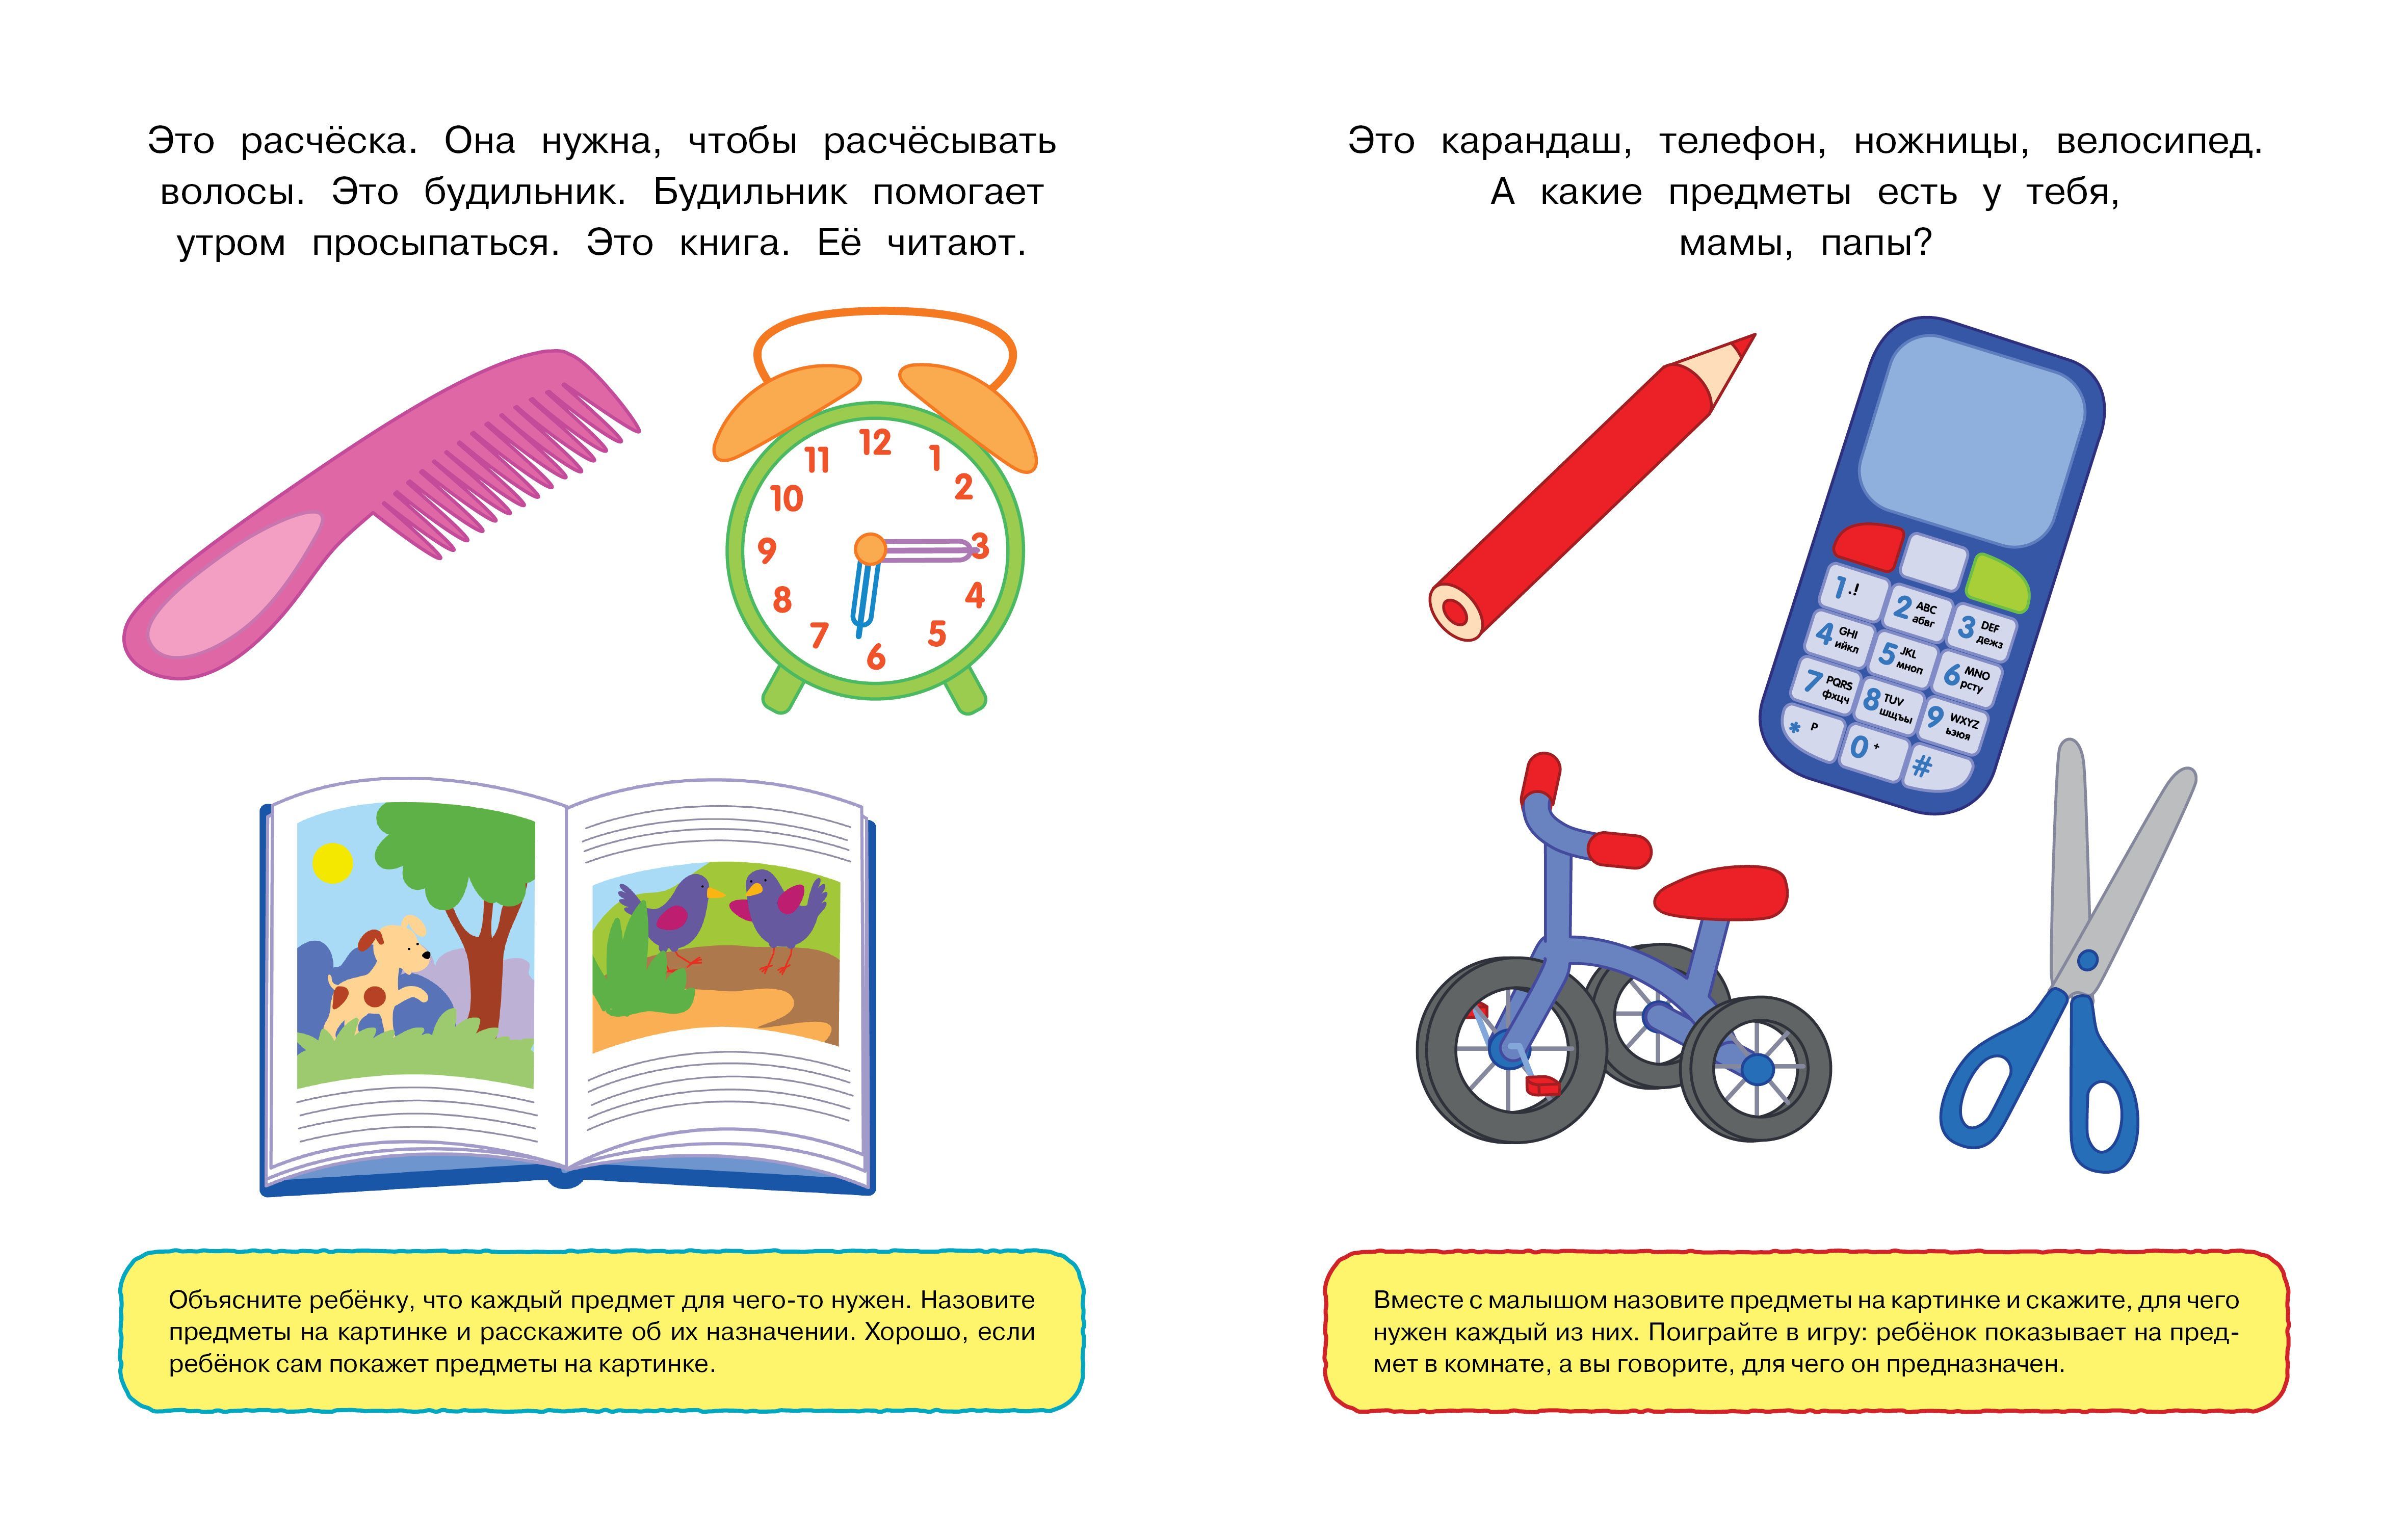 Это расчёска. Она нужна, чтобы расчёсывать
волосы. Это будильник. Будильник помогает
утром просыпаться. Это книга. Её читают.
12
11
1
10
2
9
3
8
4
7
5
6
Объясните ребёнку, что каждый предмет для чего-то нужен. Назовите
предметы на картинке и расскажите об их назначении. Хорошо, если
ребёнок сам покажет предметы на картинке.
Это карандаш, телефон, ножницы, велосипед.
А какие предметы есть у тебя,
мамы, папы?
1 .!
2 ABC абвг
3 DEF дежз
4 GHI ийкл
5 JKL мноп
6 MNO рсту
7 PQRS фхцч
8 TUV шщъы
9 WXYZ ьэюя
* P
0 +
#
Вместе с малышом назовите предметы на картинке и скажите, для чего
нужен каждый из них. Поиграйте в игру: ребёнок показывает на пред-
мет в комнате, а вы говорите, для чего он предназначен.